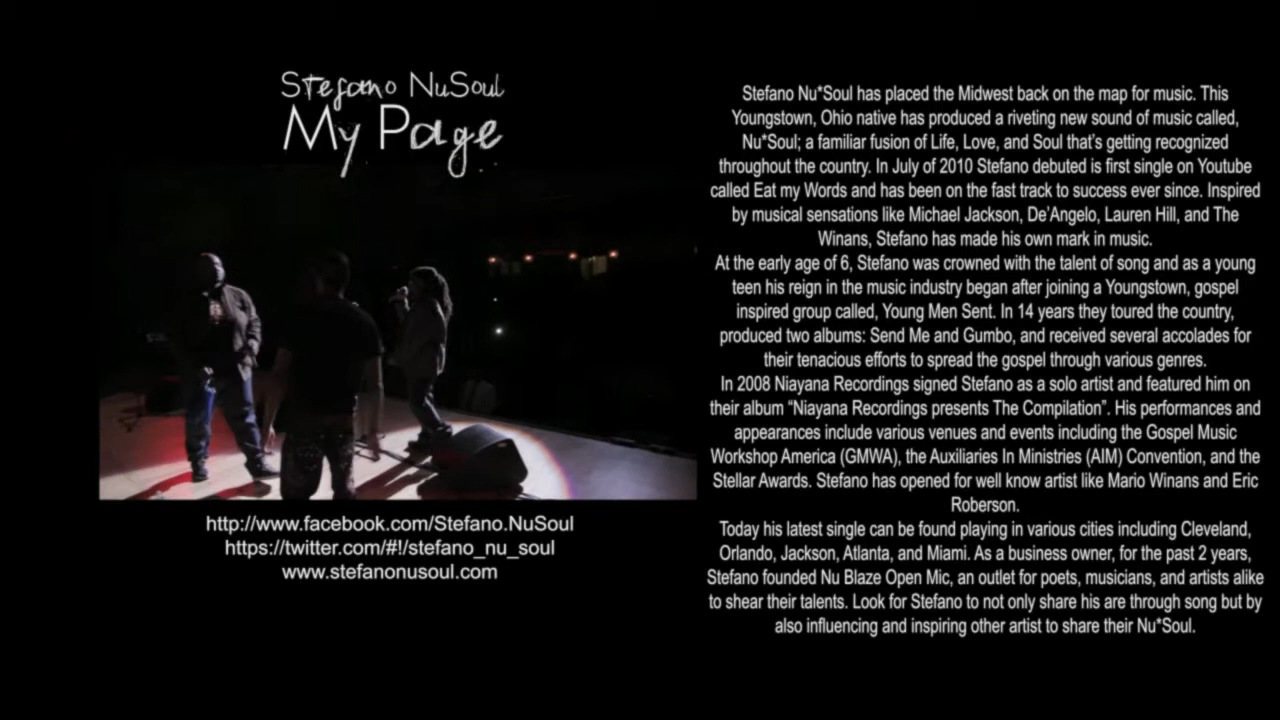 Stefano NuSoul
My Page
http://www.facebook.com/Stefano.NuSoul
https://twitter.com/#!/stefano_nu_soul
www.stefanonusoul.com
Stefano Nu*Soul has placed the Midwest back on the map for music. This
Youngstown, Ohio native has produced a riveting new sound of music called,
Nu*Soul; a familiar fusion of Life, Love, and Soul that's getting recognized
throughout the country. In July of 2010 Stefano debuted is first single on Youtube
called Eat my Words and has been on the fast track to success ever since. Inspired
by musical sensations like Michael Jackson, De'Angelo, Lauren Hill, and The
Winans, Stefano has made his own mark in music.
At the early age of 6, Stefano was crowned with the talent of song and as a young
teen his reign in the music industry began after joining a Youngstown, gospel
inspired group called, Young Men Sent. In 14 years they toured the country,
produced two albums: Send Me and Gumbo, and received several accolades for
their tenacious efforts to spread the gospel through various genres.
In 2008 Niayana Recordings signed Stefano as a solo artist and featured him on
their album “Niayana Recordings presents The Compilation”. His performances and
appearances include various venues and events including the Gospel Music
Workshop America (GMWA), the Auxiliaries In Ministries (AIM) Convention, and the
Stellar Awards. Stefano has opened for well know artist like Mario Winans and Eric
Roberson.
Today his latest single can be found playing in various cities including Cleveland,
Orlando, Jackson, Atlanta, and Miami. As a business owner, for the past 2 years,
Stefano founded Nu Blaze Open Mic, an outlet for poets, musicians, and artists alike
to shear their talents. Look for Stefano to not only share his are through song but by
also influencing and inspiring other artist to share their Nu*Soul.